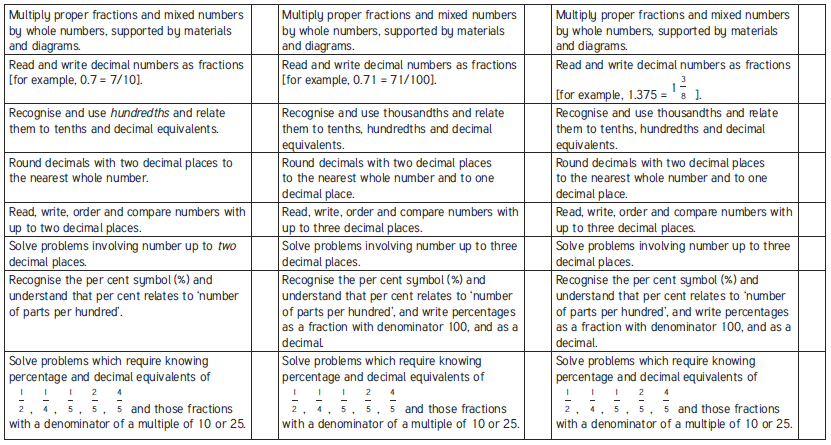 Multiply proper fractions and mixed numbers
by whole numbers, supported by materials
and diagrams.
Multiply proper fractions and mixed numbers
by whole numbers, supported by materials
and diagrams.
Multiply proper fractions and mixed numbers
by whole numbers, supported by materials
and diagrams.
Read and write decimal numbers as fractions
[for example, 0.7 = 7/10].
Read and write decimal numbers as fractions
[for example, 0.71 = 71/100].
Read and write decimal numbers as fractions
[for example, 1.375 = 1 3/8 ].
Recognise and use hundredths and relate
them to tenths and decimal equivalents.
Recognise and use thousandths and relate
them to tenths, hundredths and decimal
equivalents.
Recognise and use thousandths and relate
them to tenths, hundredths and decimal
equivalents.
Round decimals with two decimal places to
the nearest whole number.
Round decimals with two decimal places
to the nearest whole number and to one
decimal place.
Round decimals with two decimal places
to the nearest whole number and to one
decimal place.
Read, write, order and compare numbers with
up to two decimal places.
Read, write, order and compare numbers with
up to three decimal places.
Read, write, order and compare numbers with
up to three decimal places.
Solve problems involving number up to two
decimal places.
Solve problems involving number up to three
decimal places.
Solve problems involving number up to three
decimal places.
Recognise the per cent symbol (%) and
understand that per cent relates to ‘number
of parts per hundred’.
Recognise the per cent symbol (%) and
understand that per cent relates to ‘number
of parts per hundred’, and write percentages
as a fraction with denominator 100, and as a
decimal.
Recognise the per cent symbol (%) and
understand that per cent relates to ‘number
of parts per hundred’, and write percentages
as a fraction with denominator 100, and as a
decimal.
Solve problems which require knowing
percentage and decimal equivalents of
1/2 , 1/4 , 1/5 , 2/5 , 4/5 and those fractions
with a denominator of a multiple of 10 or 25.
Solve problems which require knowing
percentage and decimal equivalents of
1/2 , 1/4 , 1/5 , 2/5 , 4/5 and those fractions
with a denominator of a multiple of 10 or 25.
Solve problems which require knowing
percentage and decimal equivalents of
1/2 , 1/4 , 1/5 , 2/5 , 4/5 and those fractions
with a denominator of a multiple of 10 or 25.